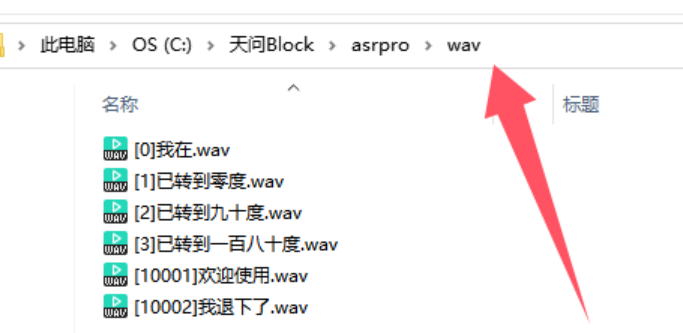 此电脑 > OS (C:) > 天问Block > asrpro > wav
名称 标题
[0]我在.wav
[1]已转到零度.wav
[2]已转到九十度.wav
[3]已转到一百八十度.wav
[10001]欢迎使用.wav
[10002]我退下了.wav